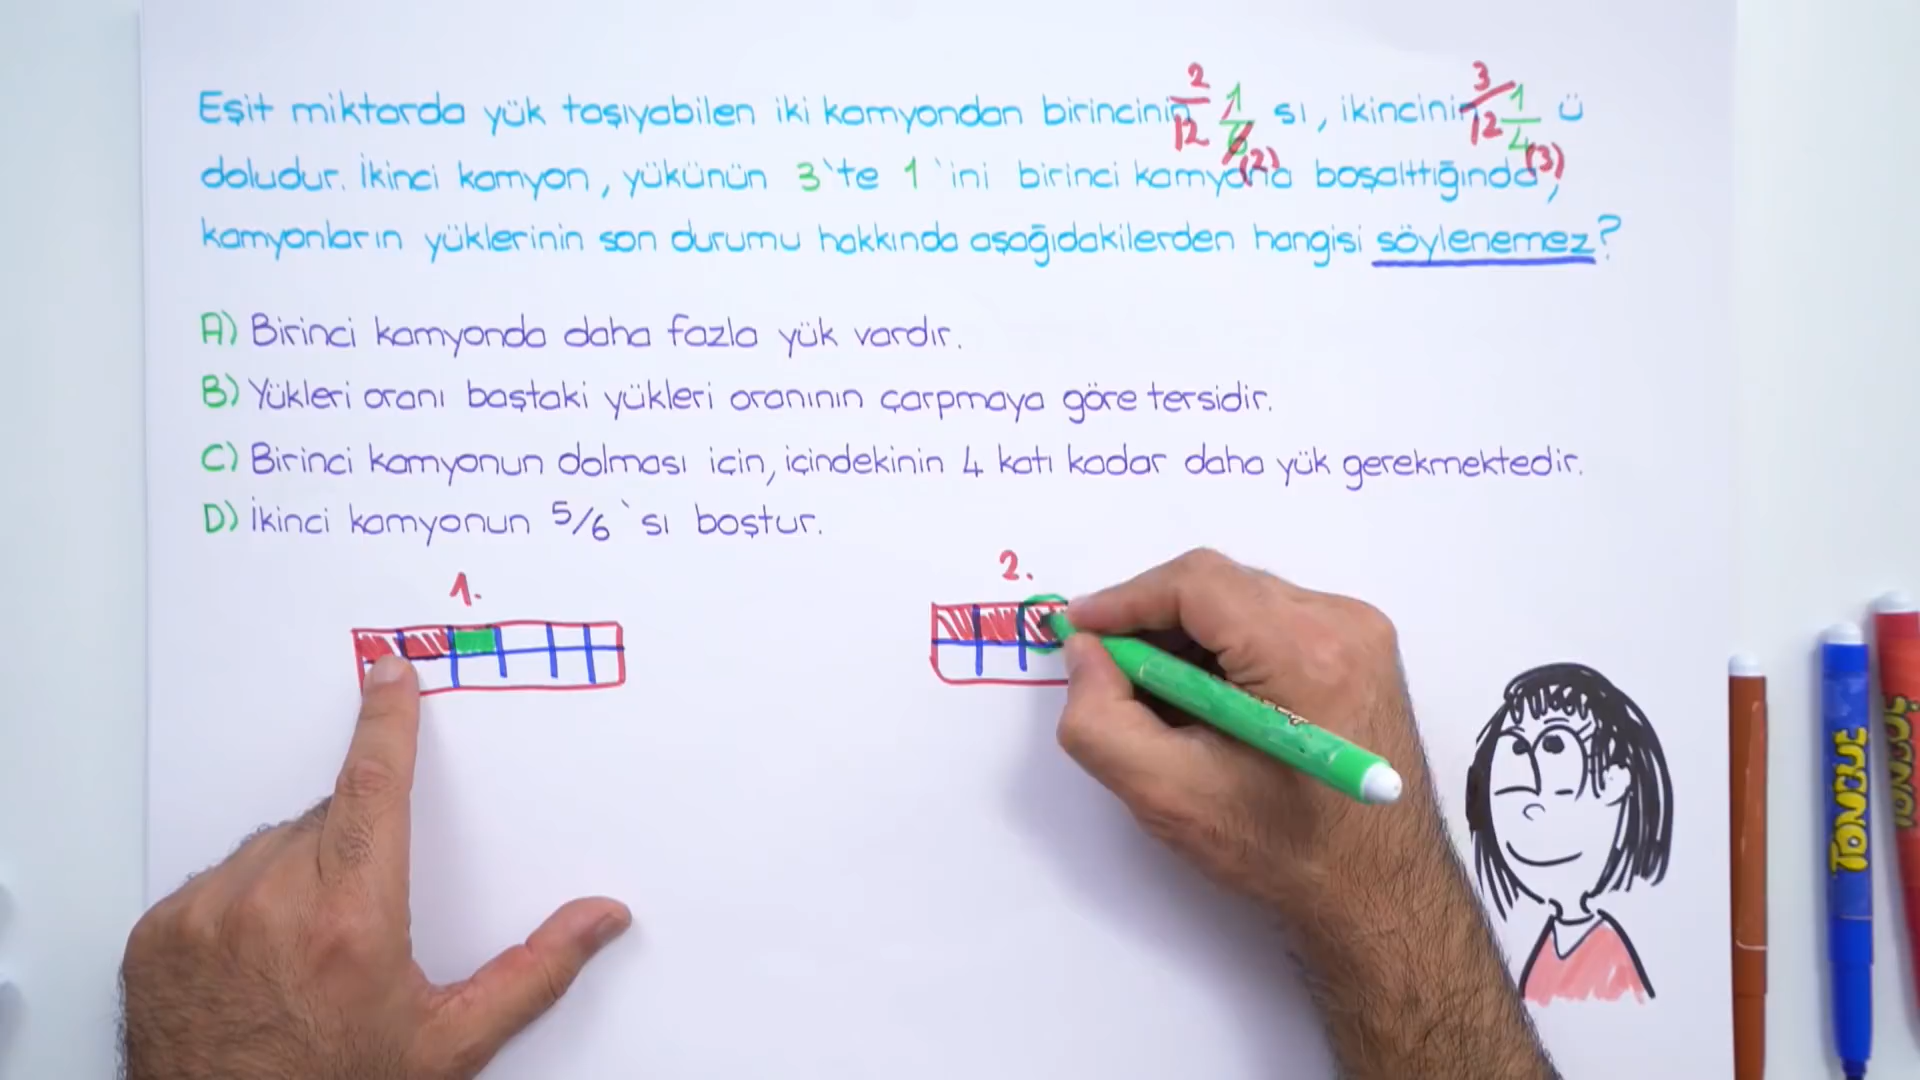 Eşit miktarda yük taşıyabilen iki kamyondan birincinin 2/12 1/6 sı, ikincinin 3/12 1/4 ü
(2) (3)
doludur. İkinci kamyon, yükünün 3`te 1`ini birinci kamyona boşalttığında,
kamyonların yüklerinin son durumu hakkında aşağıdakilerden hangisi söylenemez?
A) Birinci kamyonda daha fazla yük vardır.
B) Yükleri oranı baştaki yükleri oranının çarpmaya göre tersidir.
C) Birinci kamyonun dolması için, içindekinin 4 katı kadar daha yük gerekmektedir.
D) İkinci kamyonun 5/6`sı boştur.
1.
2.
TONGUÇ
TONGUÇ